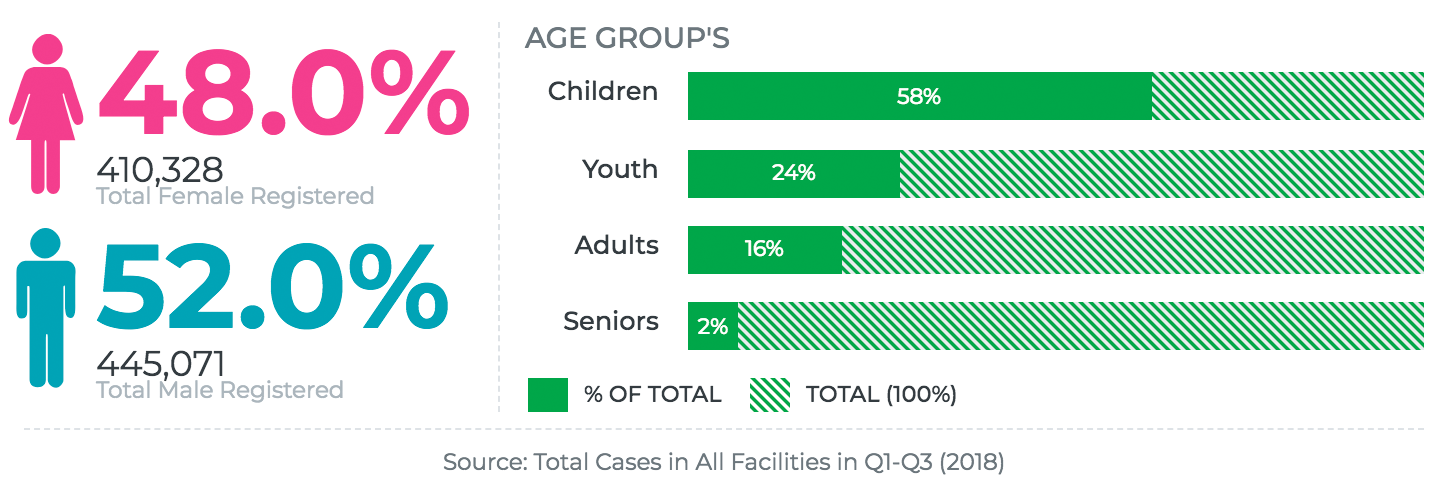 48.0%
410,328
Total Female Registered
52.0%
445,071
Total Male Registered
AGE GROUP'S
Children 58%
Youth 24%
Adults 16%
Seniors 2%
% OF TOTAL TOTAL (100%)
Source: Total Cases in All Facilities in Q1-Q3 (2018)